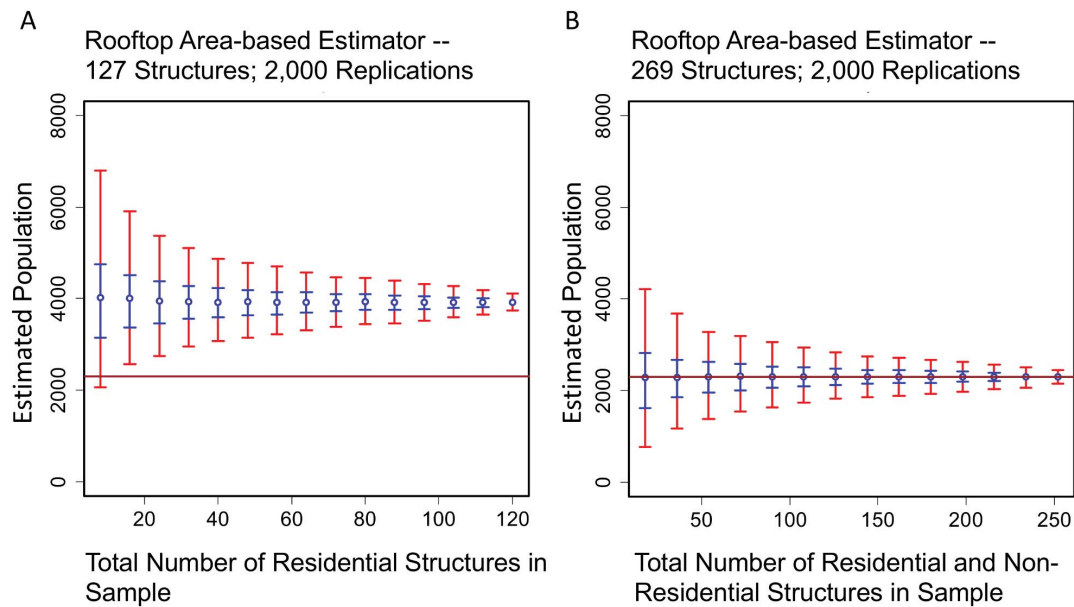 A
Rooftop Area-based Estimator --
127 Structures; 2,000 Replications
Estimated Population
8000
6000
4000
2000
0
20 40 60 80 100 120
Total Number of Residential Structures in
Sample
B
Rooftop Area-based Estimator --
269 Structures; 2,000 Replications
Estimated Population
8000
6000
4000
2000
0
50 100 150 200 250
Total Number of Residential and Non-
Residential Structures in Sample